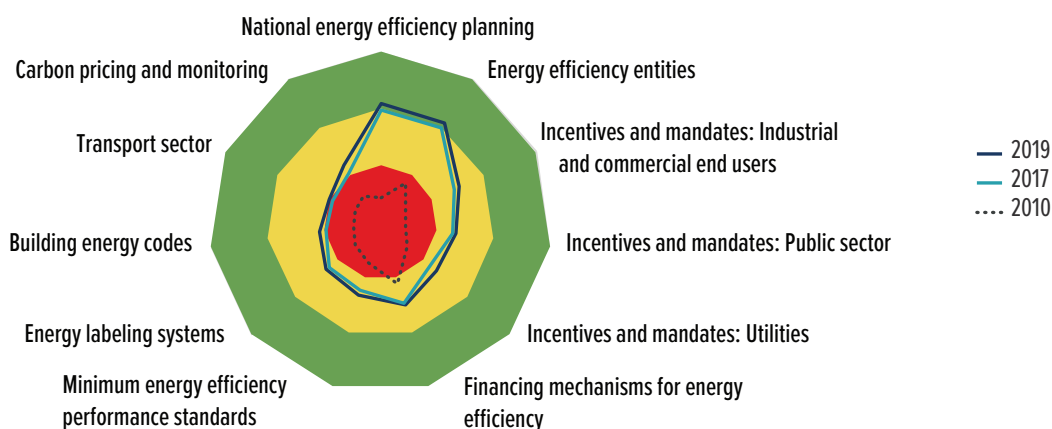 National energy efficiency planning
Carbon pricing and monitoring
Energy efficiency entities
Transport sector
Incentives and mandates: Industrial
and commercial end users
2019
2017
2010
Building energy codes
Incentives and mandates: Public sector
Energy labeling systems
Incentives and mandates: Utilities
Minimum energy efficiency
performance standards
Financing mechanisms for energy
efficiency